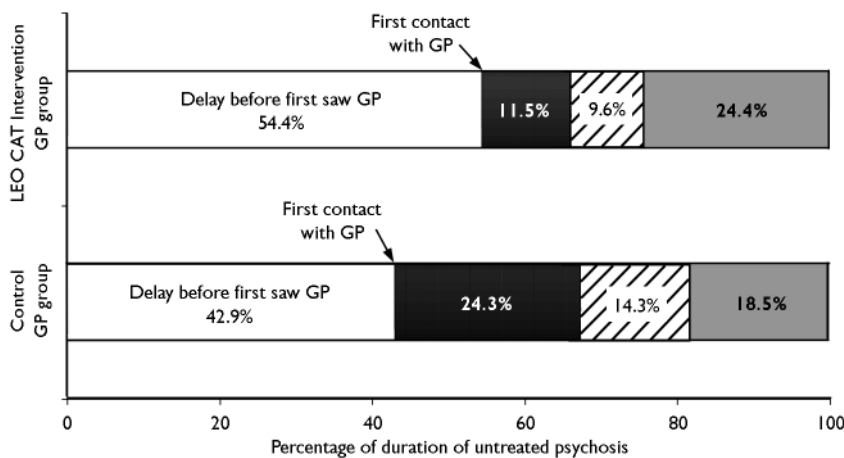 First contact
with GP
LEO CAT Intervention
GP group
Delay before first saw GP
54.4%
11.5%
9.6%
24.4%
First contact
with GP
Control
GP group
Delay before first saw GP
42.9%
24.3%
14.3%
18.5%
0 20 40 60 80 100
Percentage of duration of untreated psychosis